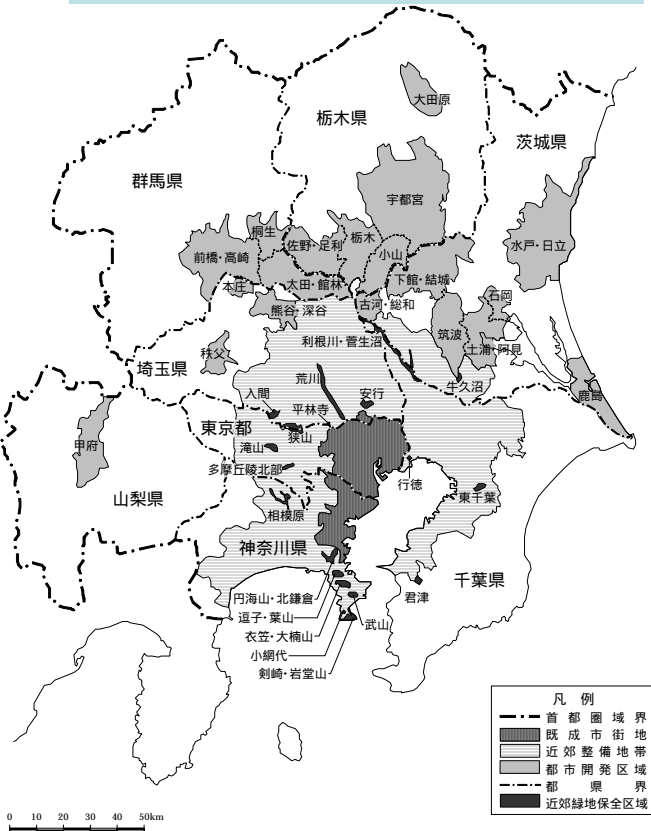 大田原
栃木県
茨城県
群馬県
宇都宮
桐生
佐野・足利
栃木
小山
水戸・日立
前橋・高崎
本庄
太田・館林
下館・結城
熊谷・深谷
古河・総和
石岡
利根川・菅生沼
筑波
土浦・阿見
秩父
埼玉県
荒川
牛久沼
入間
安行
鹿島
平林寺
東京都
狭山
甲府
滝山
多摩丘陵北部
行徳
山梨県
東千葉
相模原
神奈川県
千葉県
円海山・北鎌倉
君津
逗子・葉山
武山
衣笠・大楠山
小網代
剣崎・岩堂山
凡 例
首都圏域界
既成市街地
近郊整備地帯
都市開発区域
都県界
近郊緑地保全区域
0 10 20 30 40 50km